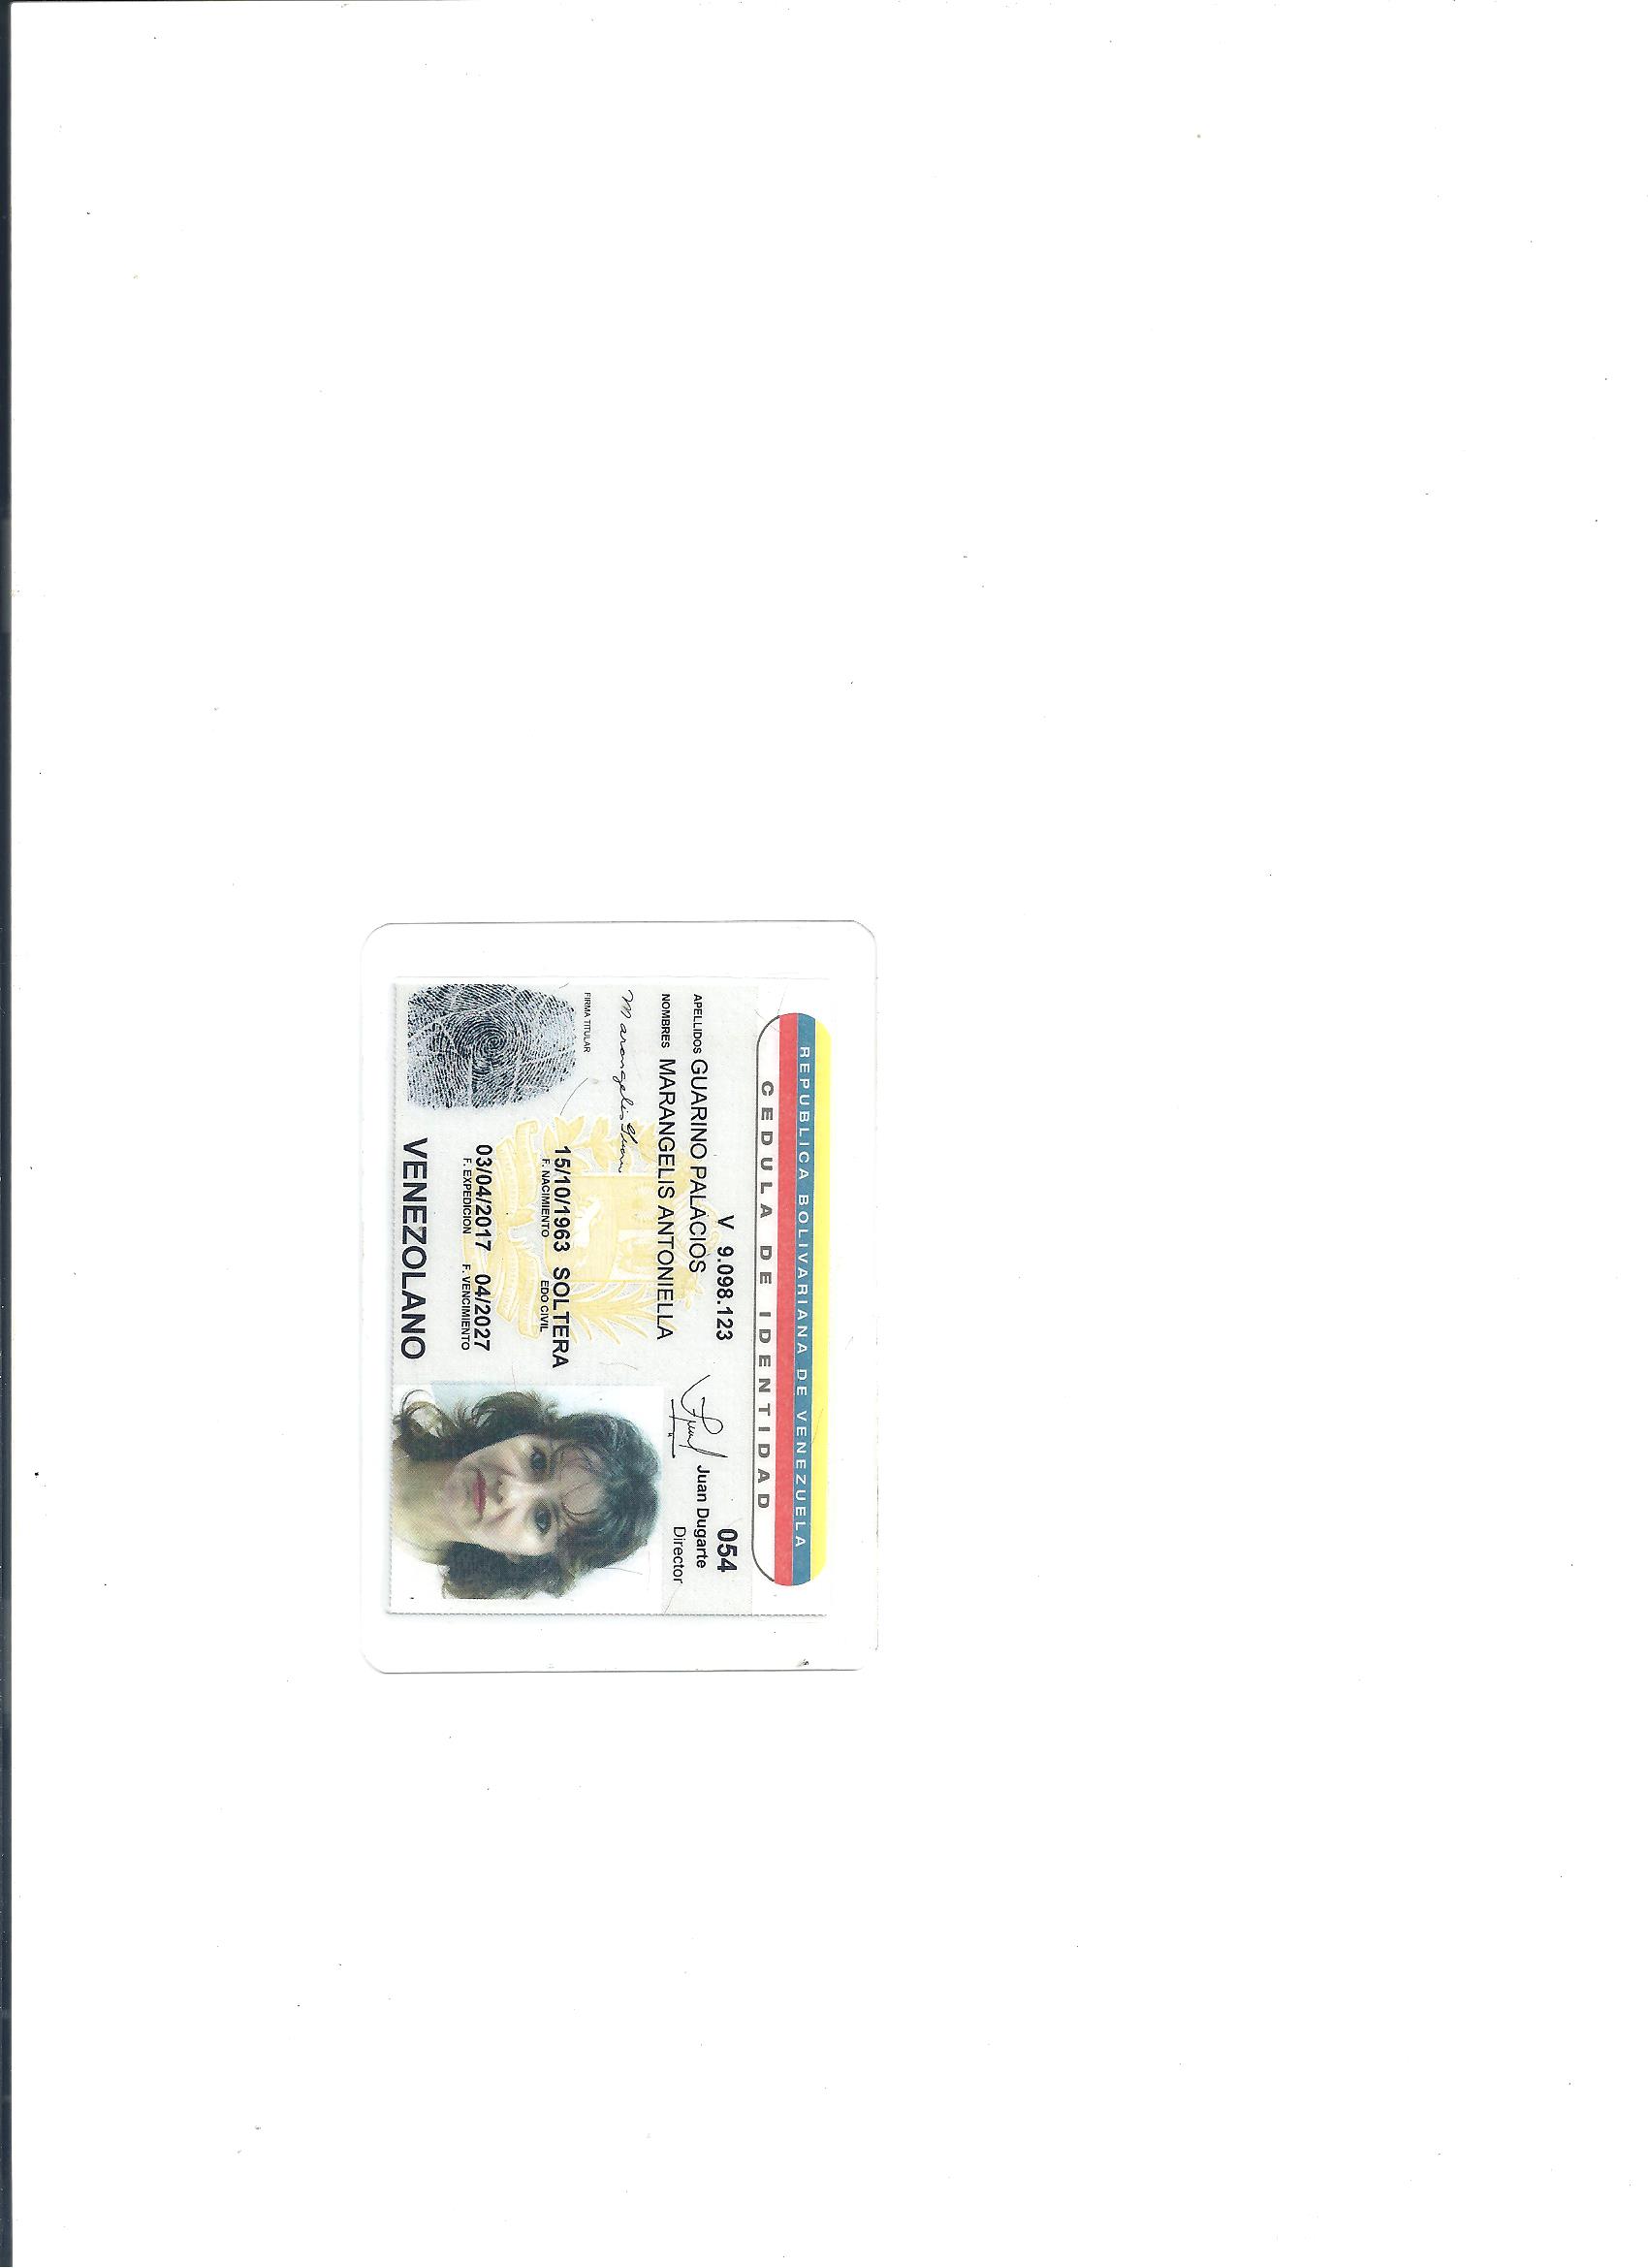 REPUBLICA BOLIVARIANA DE VENEZUELA
CEDULA DE IDENTIDAD
V 9.098.123 054
APELLIDOS GUARINO PALACIOS Juan Dugarte
NOMBRES MARANGELIS ANTONIELLA Director
Marangelis Guari
FIRMA TITULAR
15/10/1963 SOLTERA
F. NACIMIENTO EDO CIVIL
03/04/2017 04/2027
F. EXPEDICION F. VENCIMIENTO
VENEZOLANO